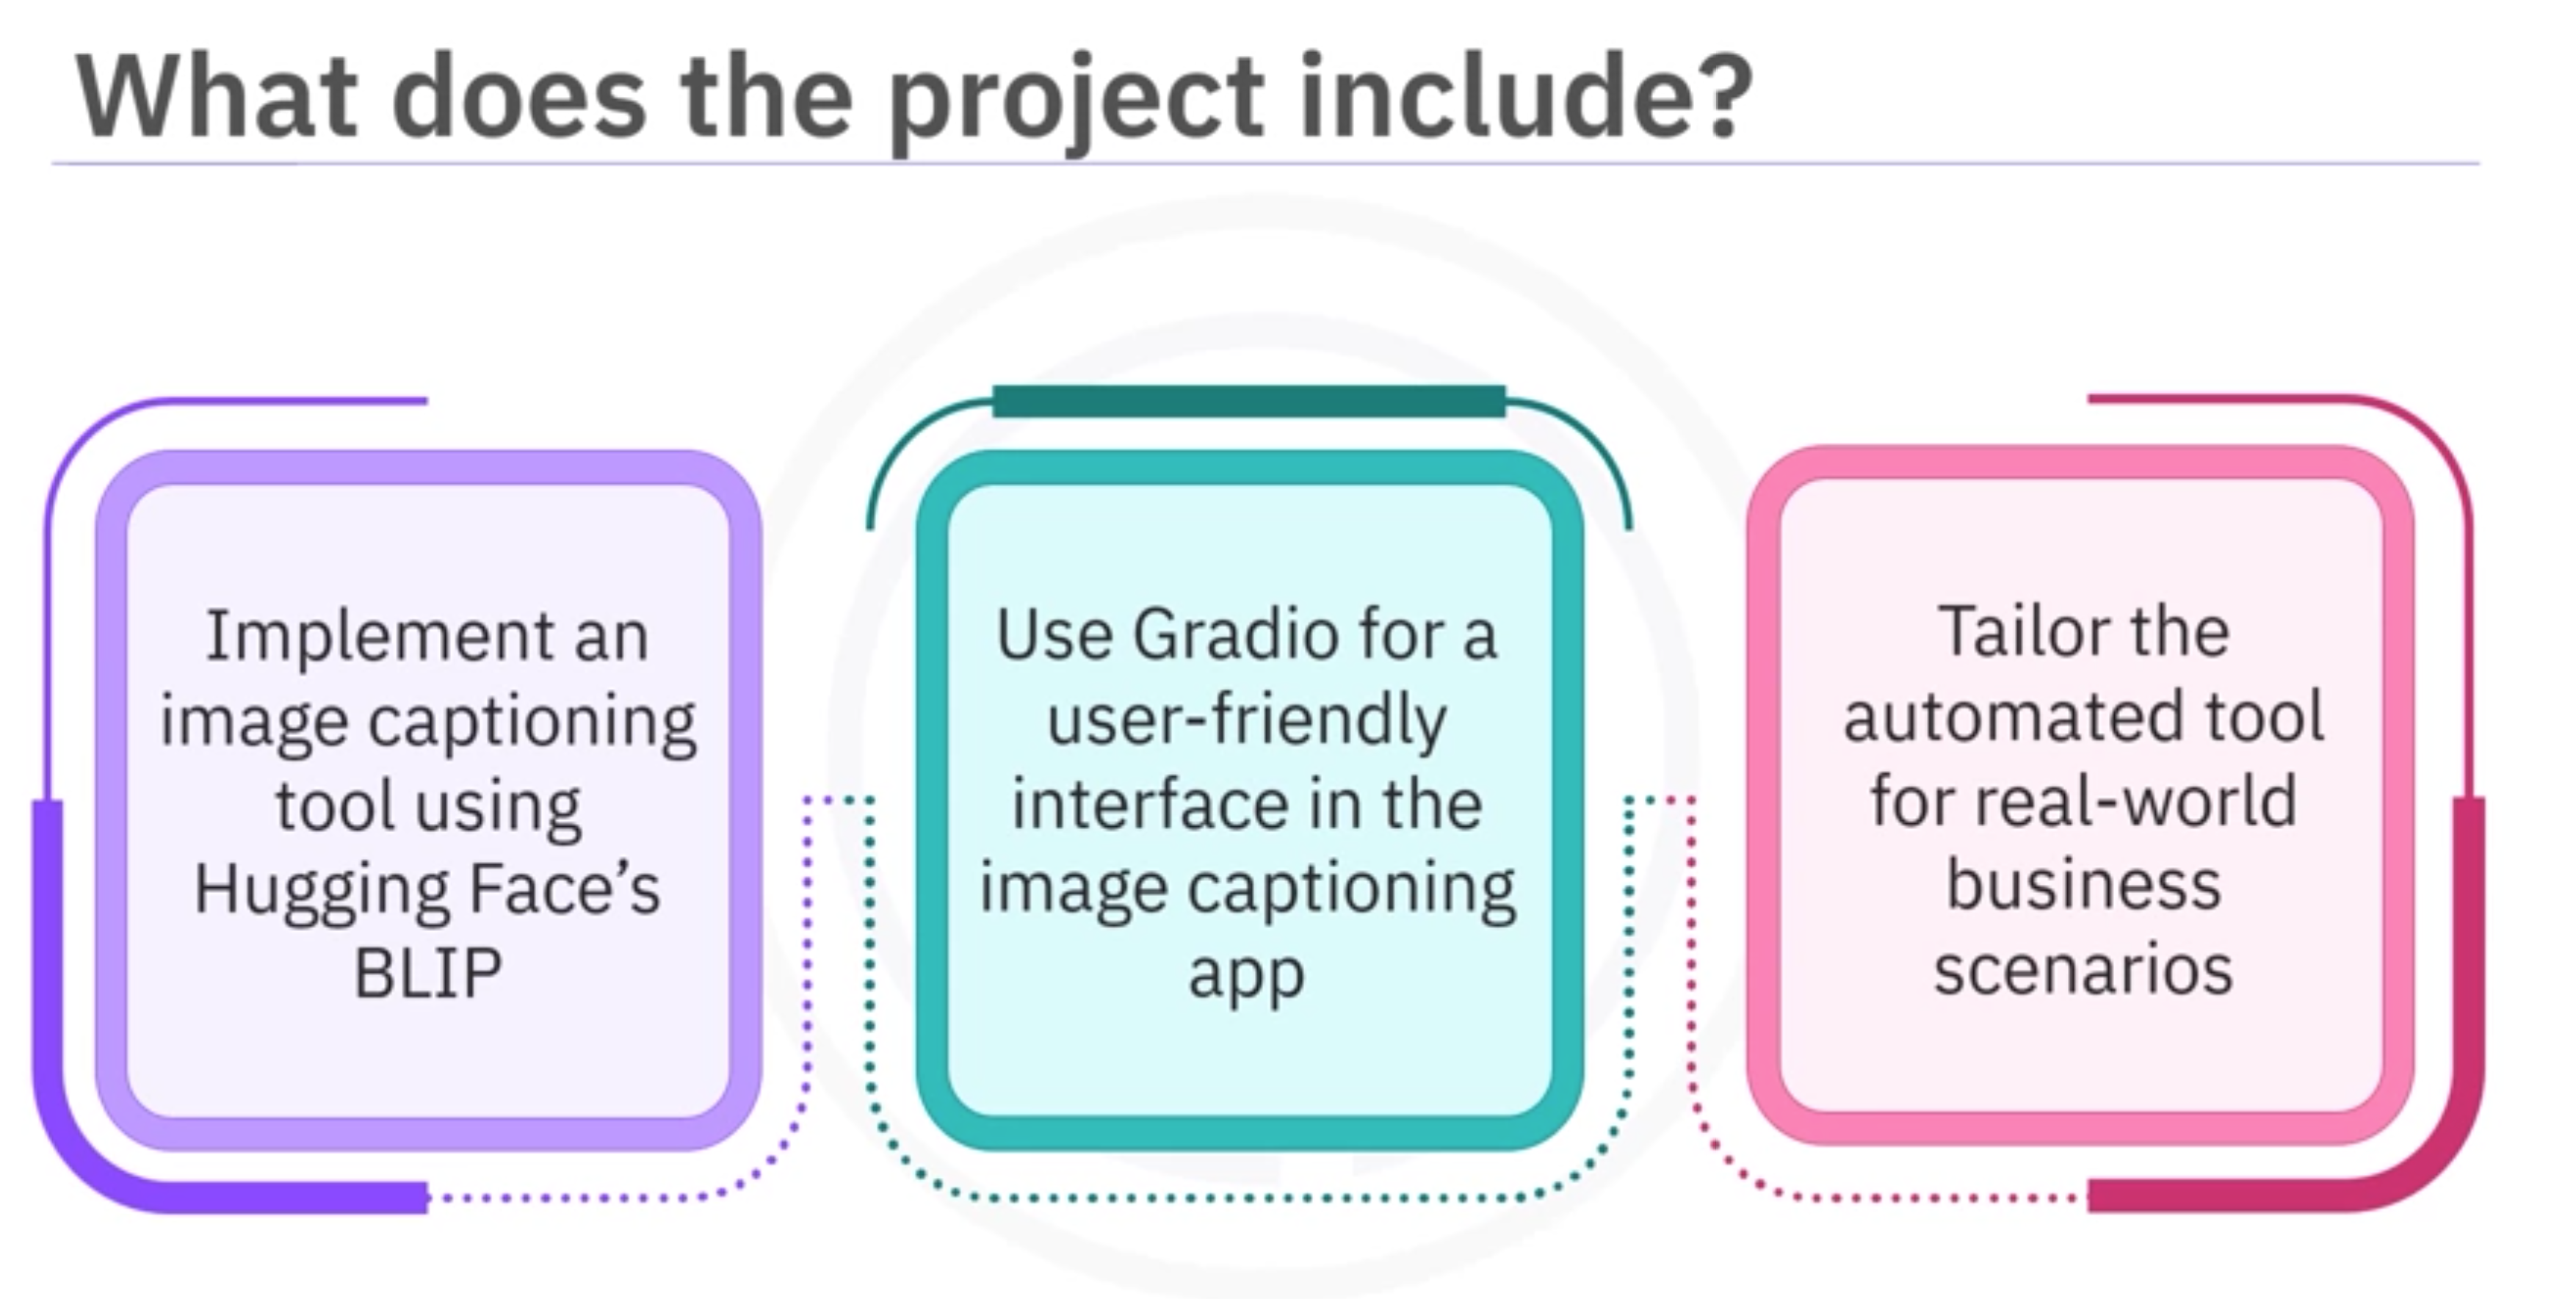 What does the project include?
Implement an
image captioning
tool using
Hugging Face’s
BLIP
Use Gradio for a
user-friendly
interface in the
image captioning
app
Tailor the
automated tool
for real-world
business
scenarios